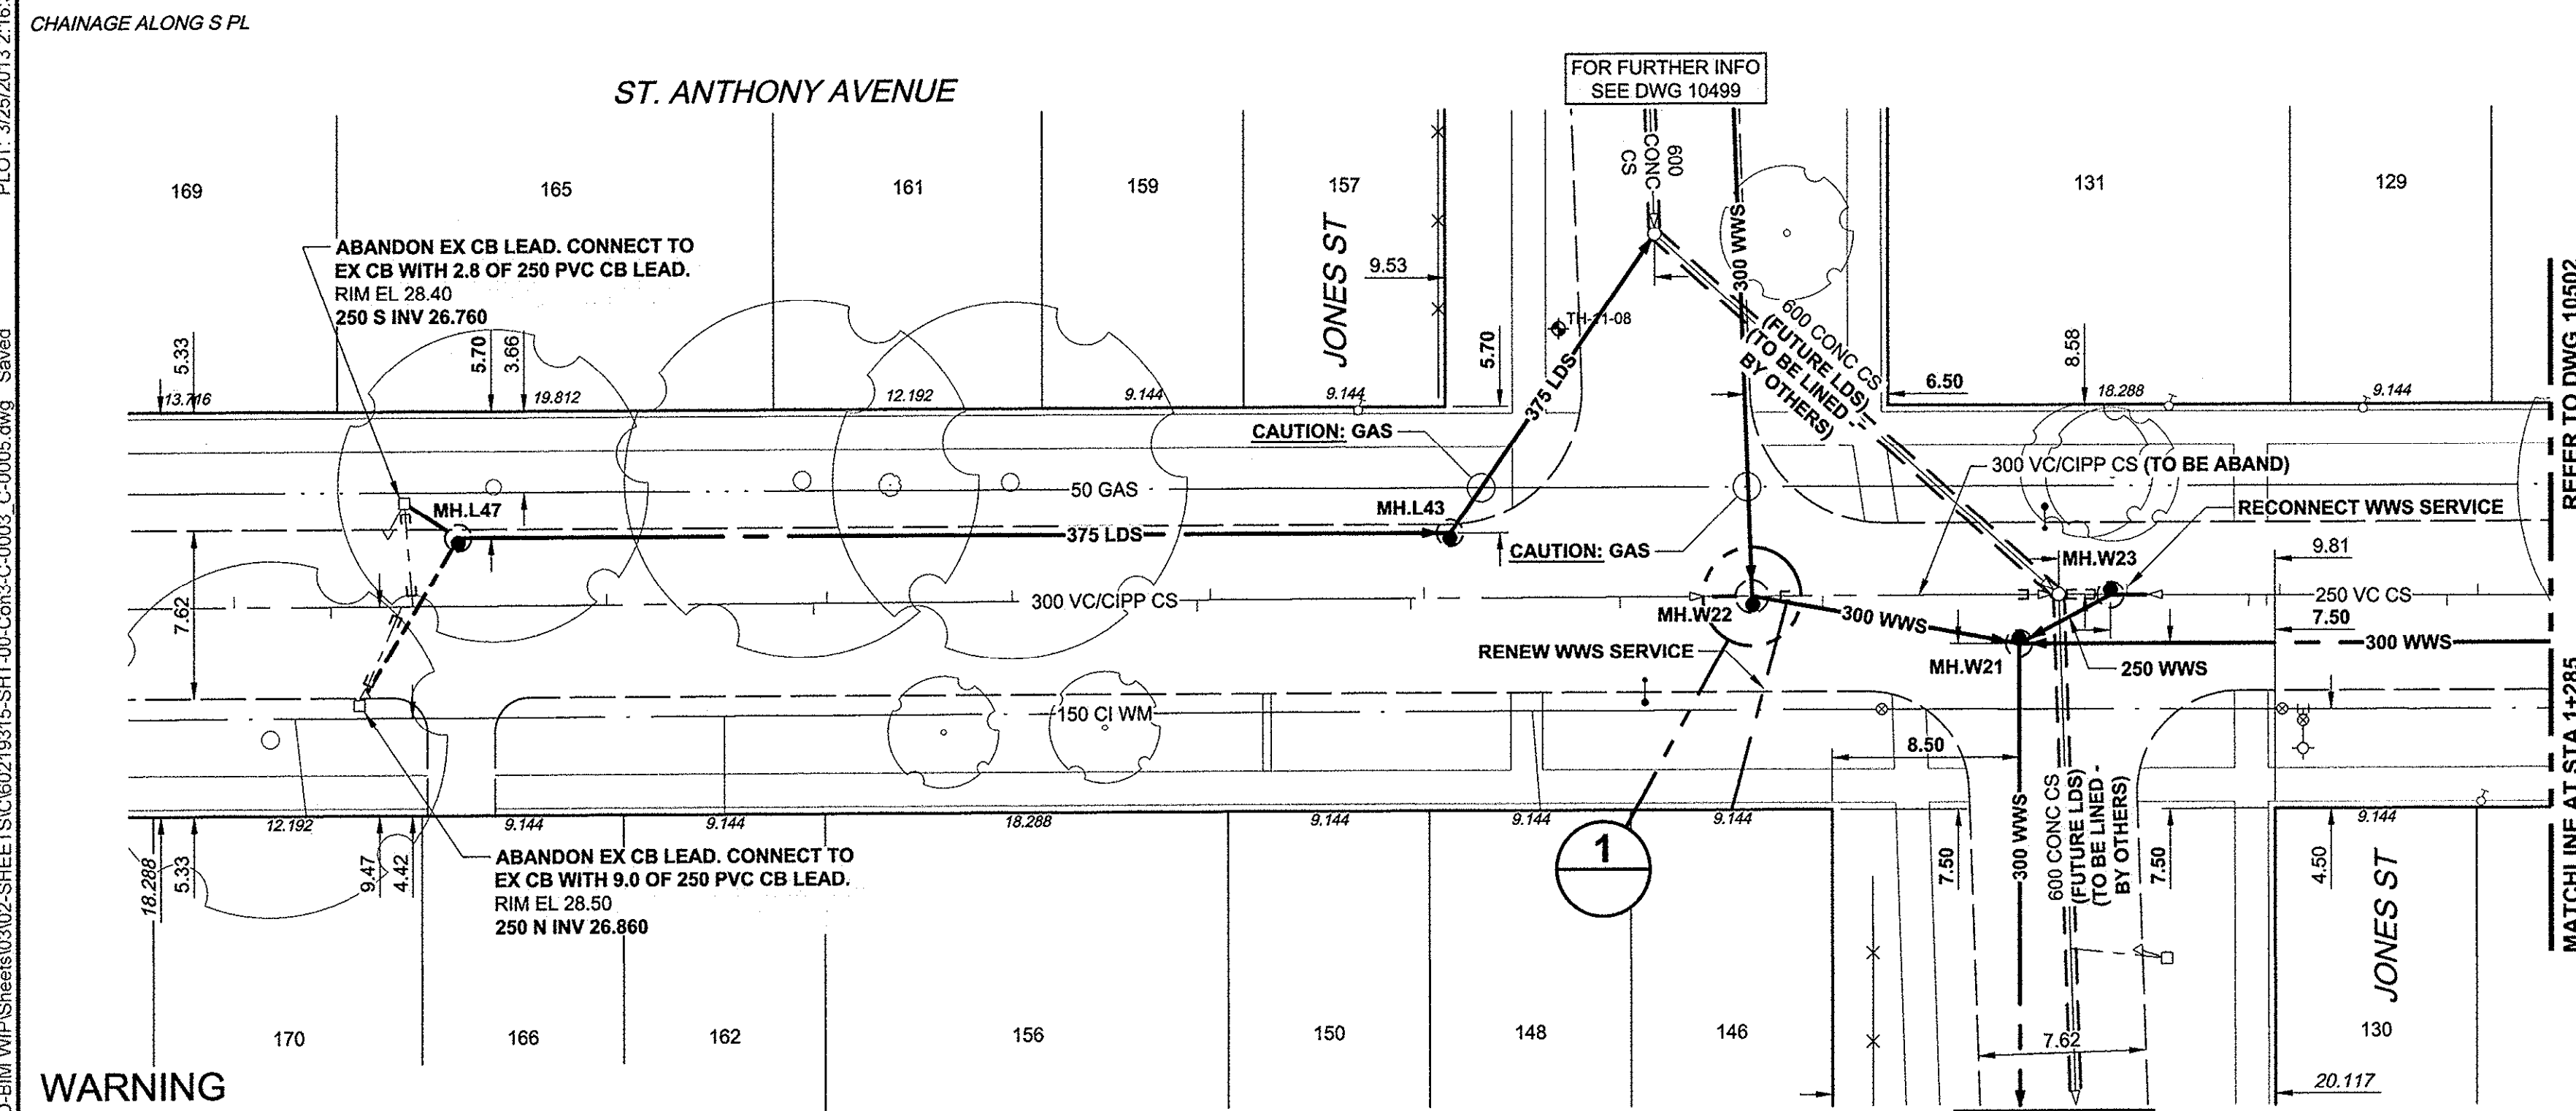 CHAINAGE ALONG S PL
PLOT: 3/25/2013 2:16:
Saved
ST. ANTHONY AVENUE
FOR FURTHER INFO
SEE DWG 10499
169
165
161
159
157
131
129
ABANDON EX CB LEAD. CONNECT TO
EX CB WITH 2.8 OF 250 PVC CB LEAD.
RIM EL 28.40
250 S INV 26.760
JONES ST
9.53
600
CONC
CS
300 WWS
TH-11-08
600 CONC CS
(FUTURE LDS)
(TO BE LINED -
BY OTHERS)
375 LDS
5.33
5.70
3.66
5.70
8.58
6.50
13.716
19.812
12.192
9.144
9.144
18.288
9.144
CAUTION: GAS
300 VC/CIPP CS (TO BE ABAND)
50 GAS
MH.L47
MH.L43
RECONNECT WWS SERVICE
375 LDS
CAUTION: GAS
9.81
MH.W23
7.62
300 VC/CIPP CS
MH.W22
300 WWS
250 VC CS
7.50
300 WWS
RENEW WWS SERVICE
MH.W21
250 WWS
150 CI WM
8.50
12.192
9.144
9.144
18.288
9.144
9.144
9.144
9.144
18.288
5.33
9.47
4.42
ABANDON EX CB LEAD. CONNECT TO
EX CB WITH 9.0 OF 250 PVC CB LEAD.
RIM EL 28.50
250 N INV 26.860
1
7.50
300 WWS
600 CONC CS
(FUTURE LDS)
(TO BE LINED -
BY OTHERS)
7.50
4.50
JONES ST
170
166
162
156
150
148
146
130
7.62
20.117
REFER TO DWG 10502
MATCHLINE AT STA 1+285
WARNING